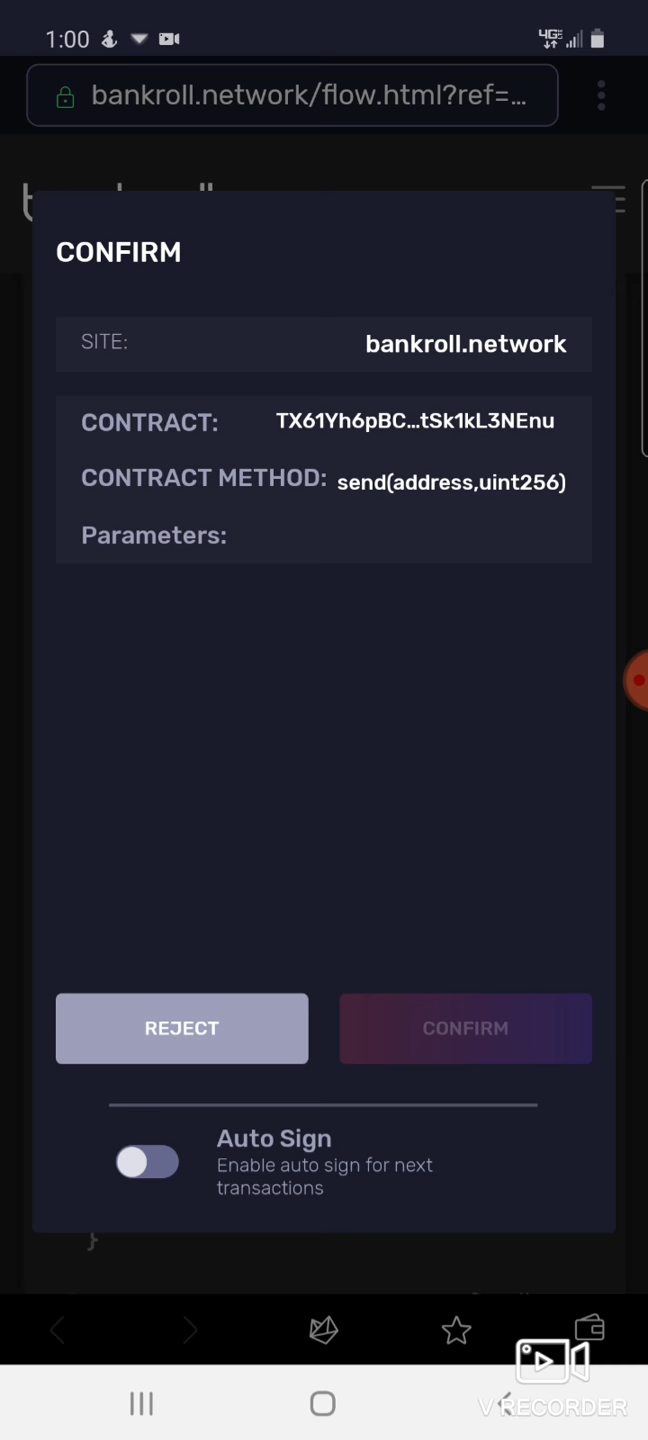 1:00
4G
bankroll.network/flow.html?ref=...
CONFIRM
SITE: bankroll.network
CONTRACT: TX61Yh6pBC...tSk1kL3NEnu
CONTRACT METHOD: send(address,uint256)
Parameters:
REJECT CONFIRM
Auto Sign
Enable auto sign for next
transactions
}
V RECORDER